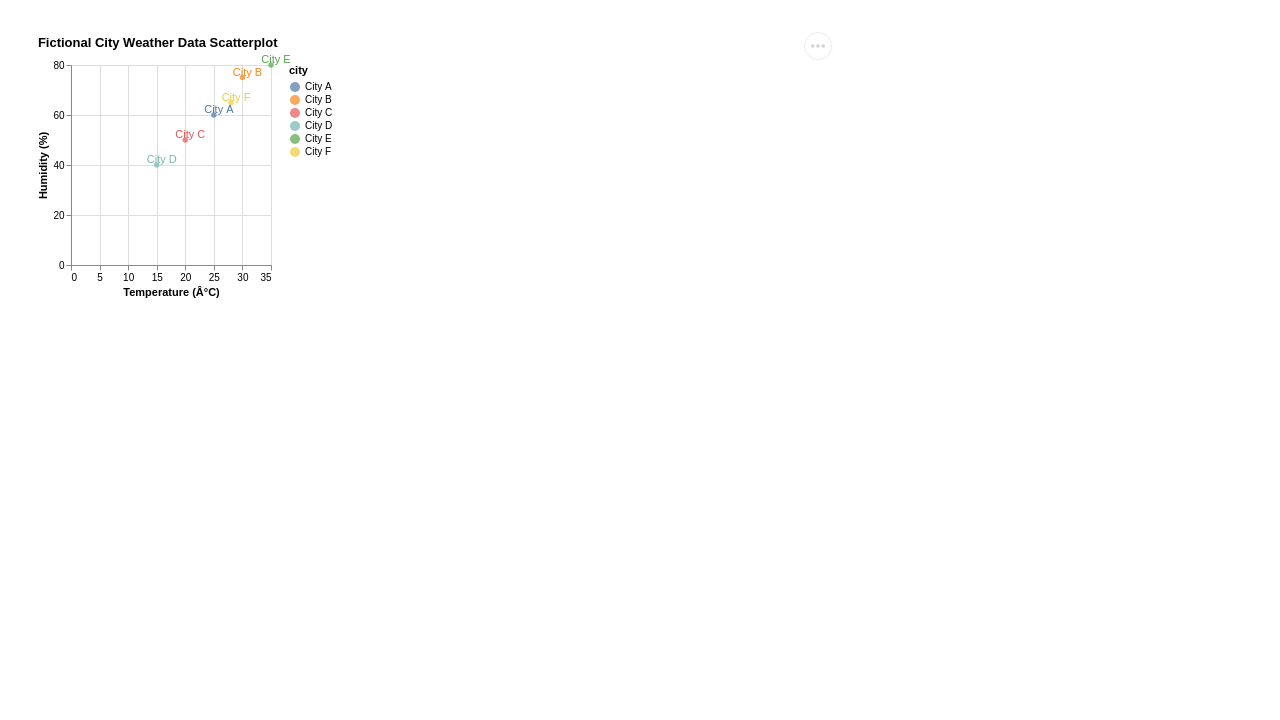 Fictional City Weather Data Scatterplot
City E
City B
City F
City A
City C
City D
80
60
40
20
0
Humidity (%)
0 5 10 15 20 25 30 35
Temperature (Â°C)
city
City A
City B
City C
City D
City E
City F